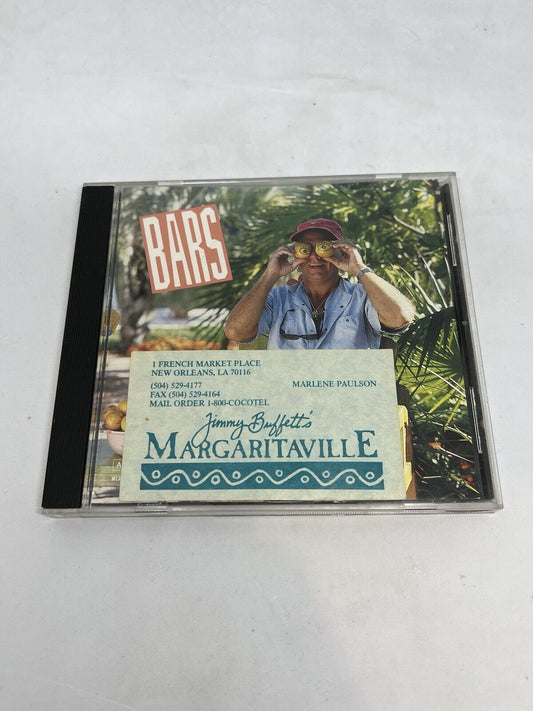 BARS
1 FRENCH MARKET PLACE
NEW ORLEANS, LA 70116
(504) 529-4177 MARLENE PAULSON
FAX (504) 529-4164
MAIL ORDER 1-800-COCOTEL
Jimmy Buffett's
MARGARITAVILLE